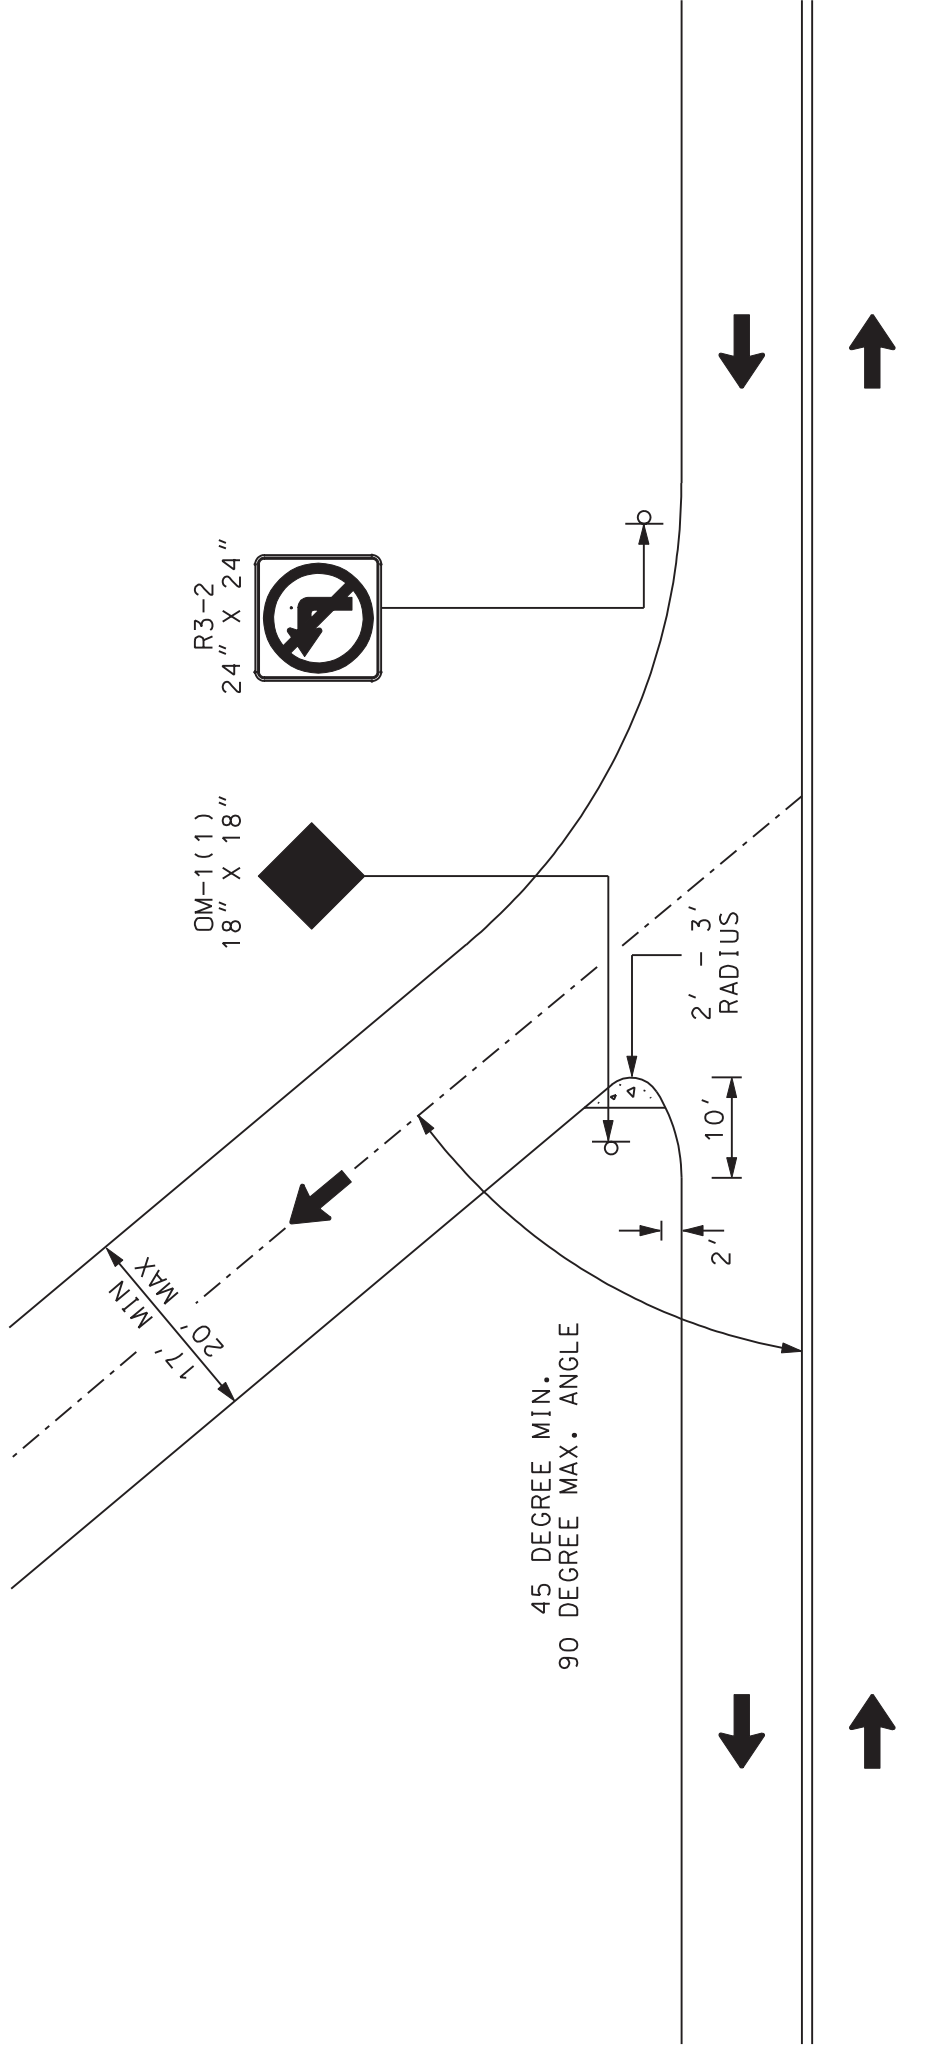 R3-2
24" X 24"
OM-1(1)
18" X 18"
2' - 3'
RADIUS
10'
2'
17' MIN
20' MAX
45 DEGREE MIN.
90 DEGREE MAX. ANGLE